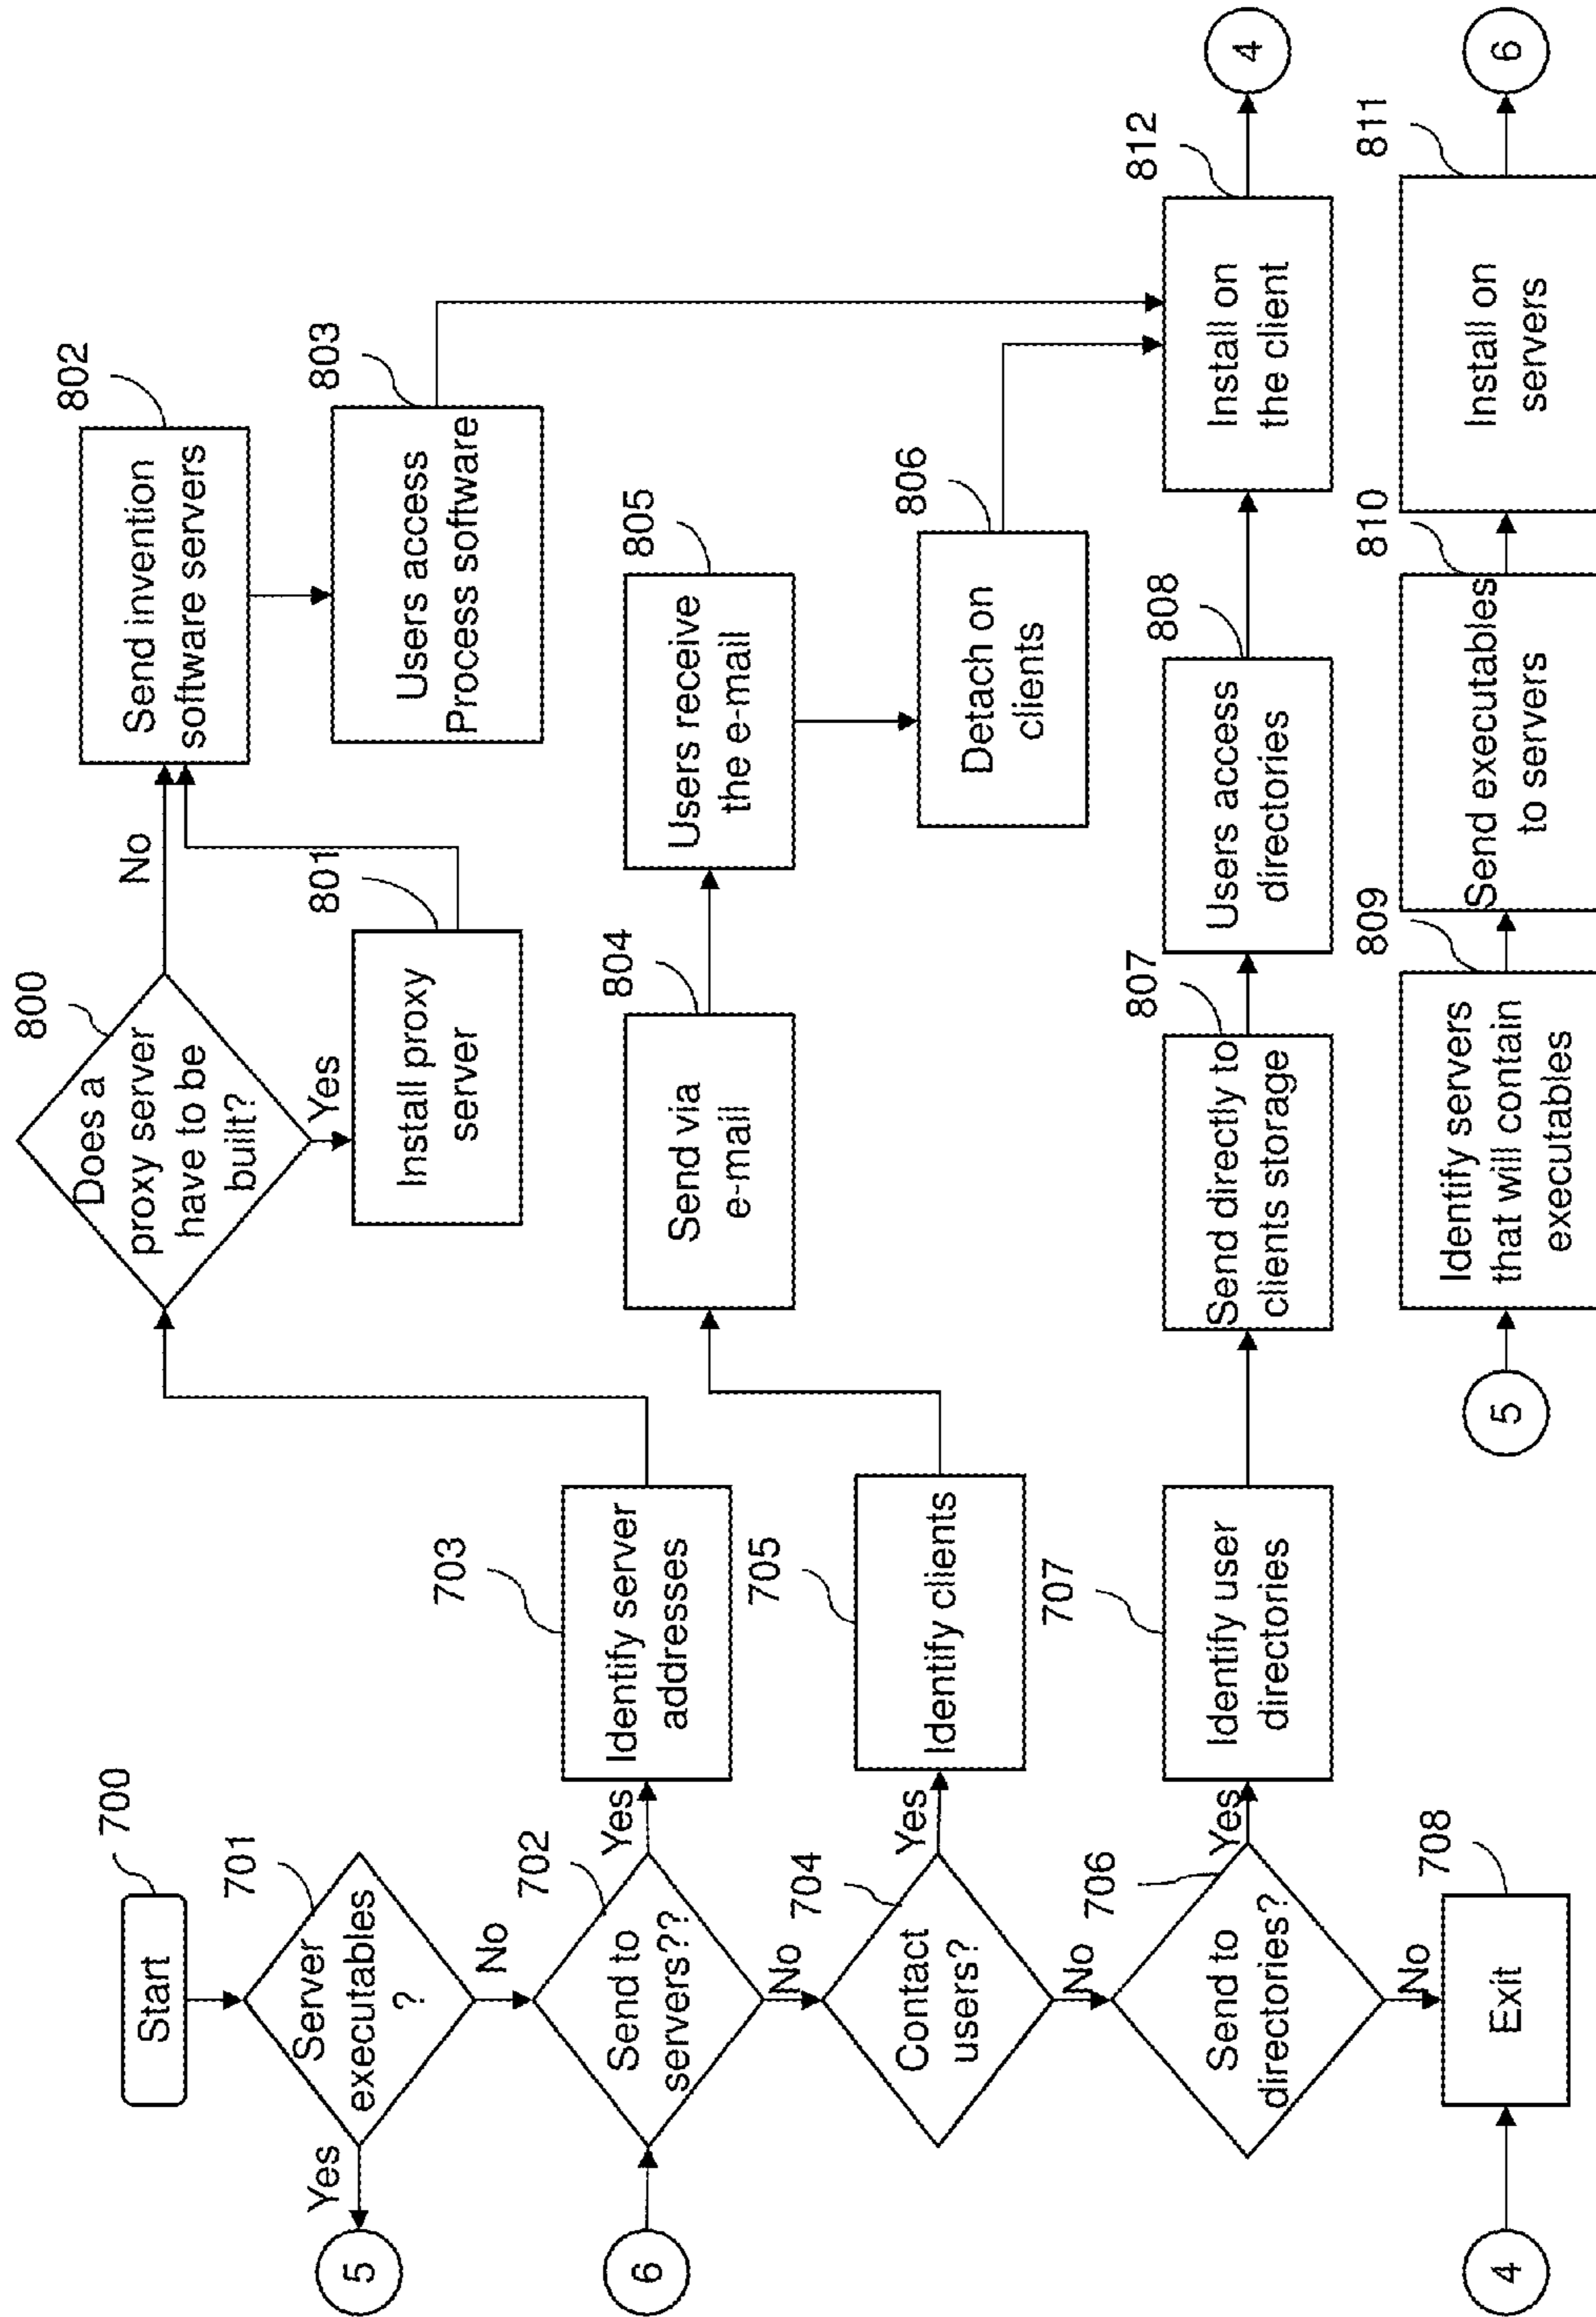 700
Start
701
Server
executables
?
Yes
5
No
702
Send to
servers??
6
Yes
703
Identify server
addresses
No
704
Contact
users?
Yes
705
Identify clients
No
706
Send to
directories?
Yes
707
Identify user
directories
No
708
Exit
4
800
Does a
proxy server
have to be
built?
No
Yes
801
Install proxy
server
802
Send invention
software servers
803
Users access
Process software
804
Send via
e-mail
805
Users receive
the e-mail
806
Detach on
clients
807
Send directly to
clients storage
808
Users access
directories
812
Install on
the client
4
5
809
Identify servers
that will contain
executables
810
Send executables
to servers
811
Install on
servers
6